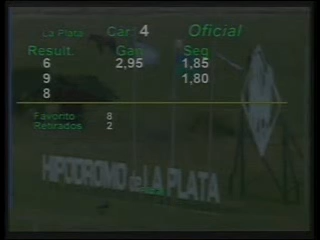 La Plata Car: 4 Oficial
Result. Gan Seg
6 2,95 1,85
9 1,80
8
Favorito 8
Retirados 2
HIPODROMO de LA PLATA